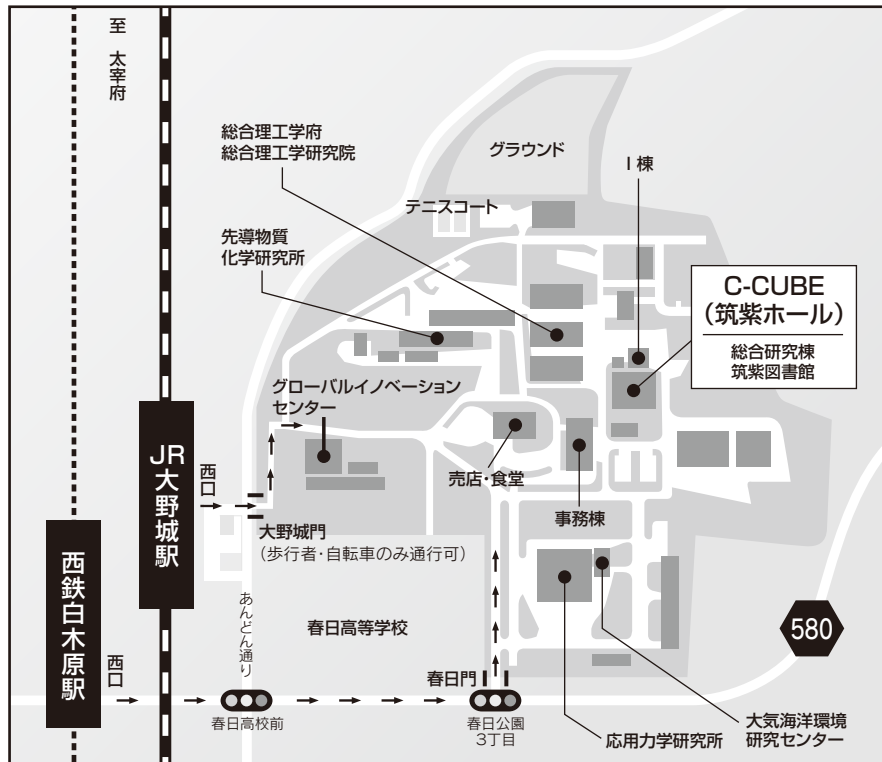 至 太宰府
総合理工学府
総合理工学研究院
グラウンド
I棟
テニスコート
先導物質
化学研究所
C-CUBE
(筑紫ホール)
総合研究棟
筑紫図書館
グローバルイノベーション
センター
JR大野城駅
西口
売店・食堂
事務棟
大野城門
(歩行者・自転車のみ通行可)
西鉄白木原駅
あんどん通り
春日高等学校
580
西口
春日門
春日高校前
春日公園
3丁目
応用力学研究所
大気海洋環境
研究センター